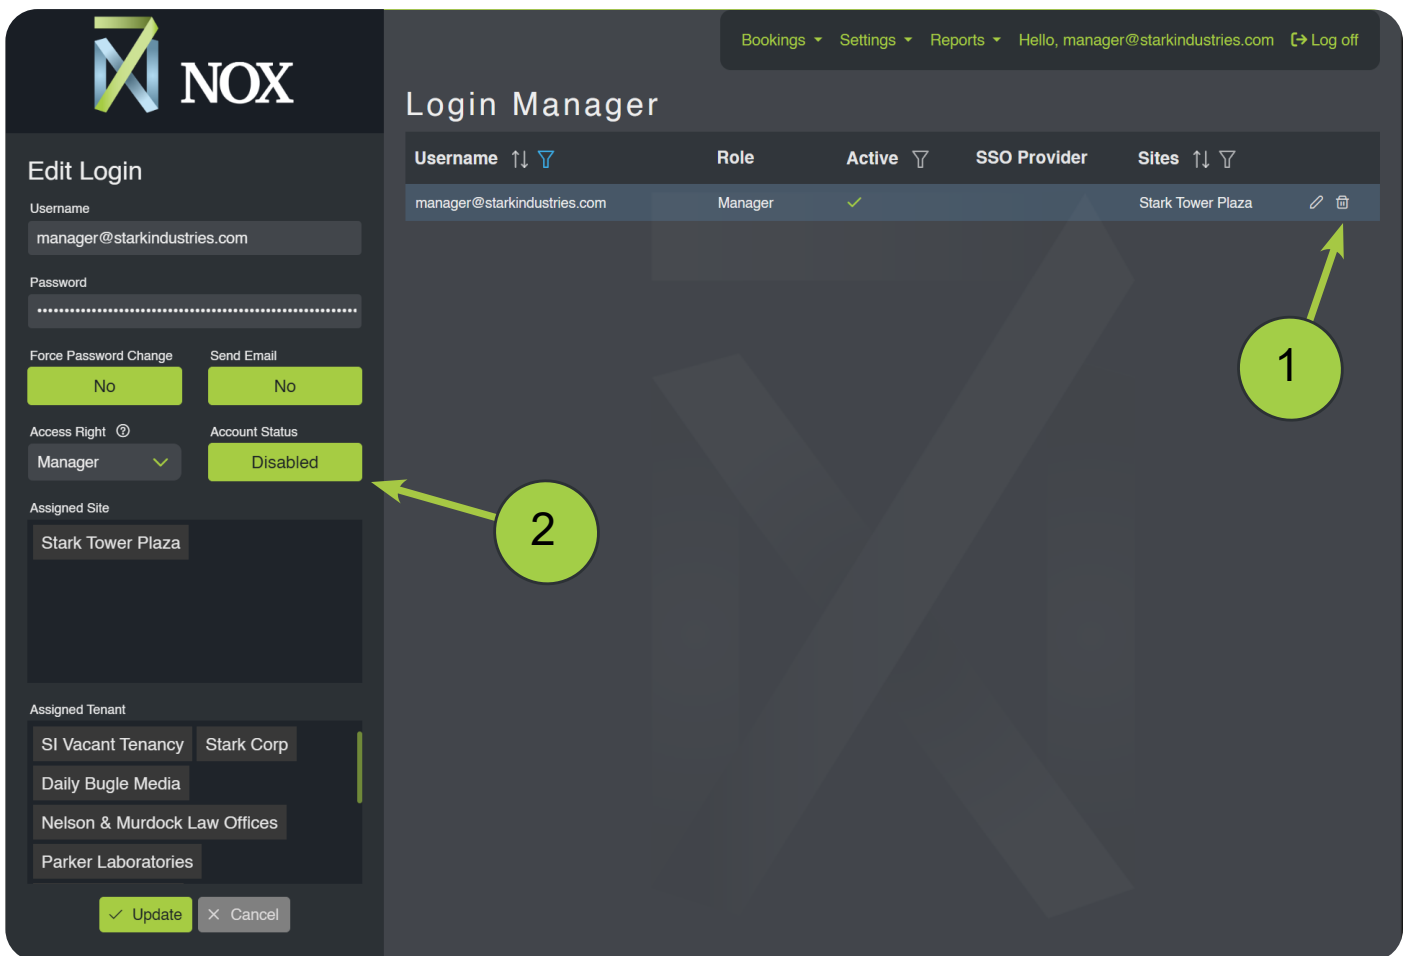 NOX
Bookings Settings Reports Hello, manager@starkindustries.com Log off
Login Manager
Username Role Active SSO Provider Sites
manager@starkindustries.com Manager Stark Tower Plaza
1
2
Edit Login
Username
manager@starkindustries.com
Password
Force Password Change Send Email
No No
Access Right Account Status
Manager Disabled
Assigned Site
Stark Tower Plaza
Assigned Tenant
SI Vacant Tenancy Stark Corp
Daily Bugle Media
Nelson & Murdock Law Offices
Parker Laboratories
Update Cancel